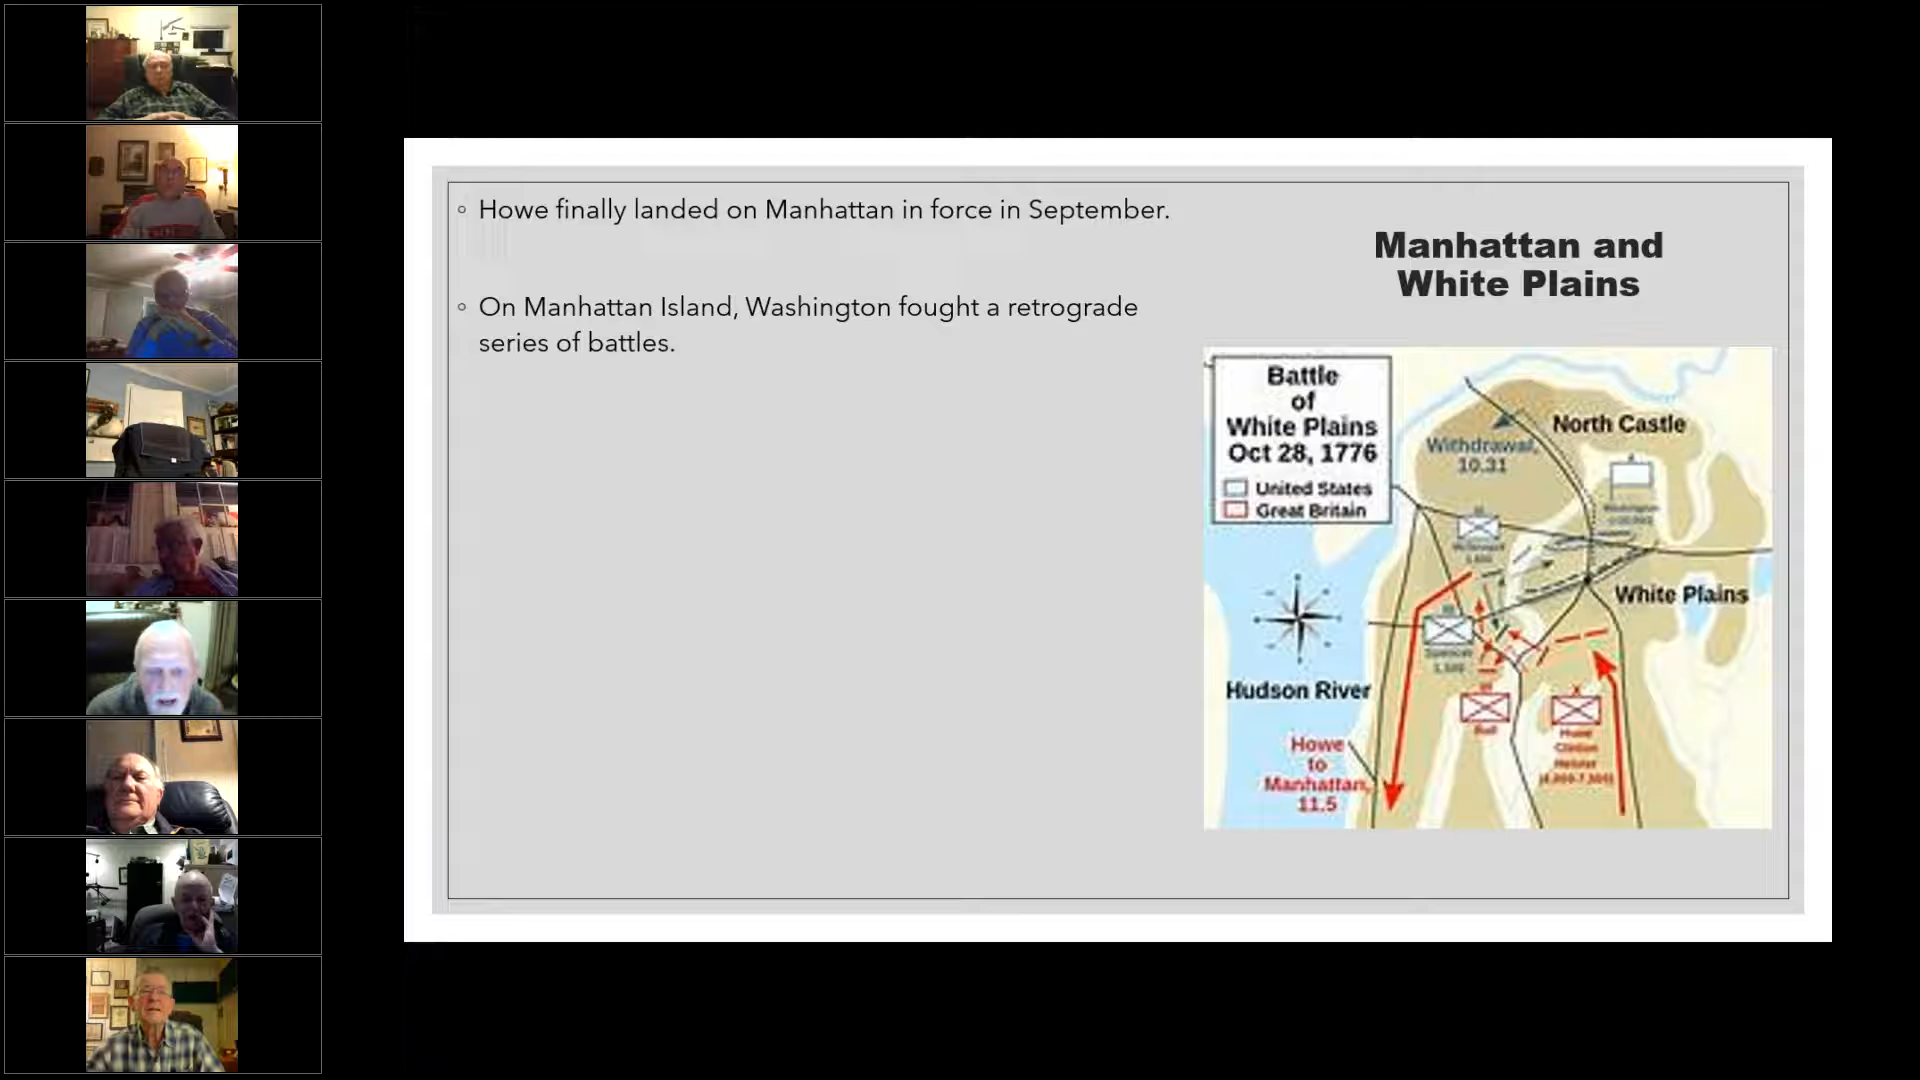 ◦ Howe finally landed on Manhattan in force in September.
◦ On Manhattan Island, Washington fought a retrograde
series of battles.
Manhattan and
White Plains
Battle
of
White Plains
Oct 28, 1776
United States
Great Britain
North Castle
Withdrawal,
10.31
White Plains
Hudson River
Howe
to
Manhattan,
11.5